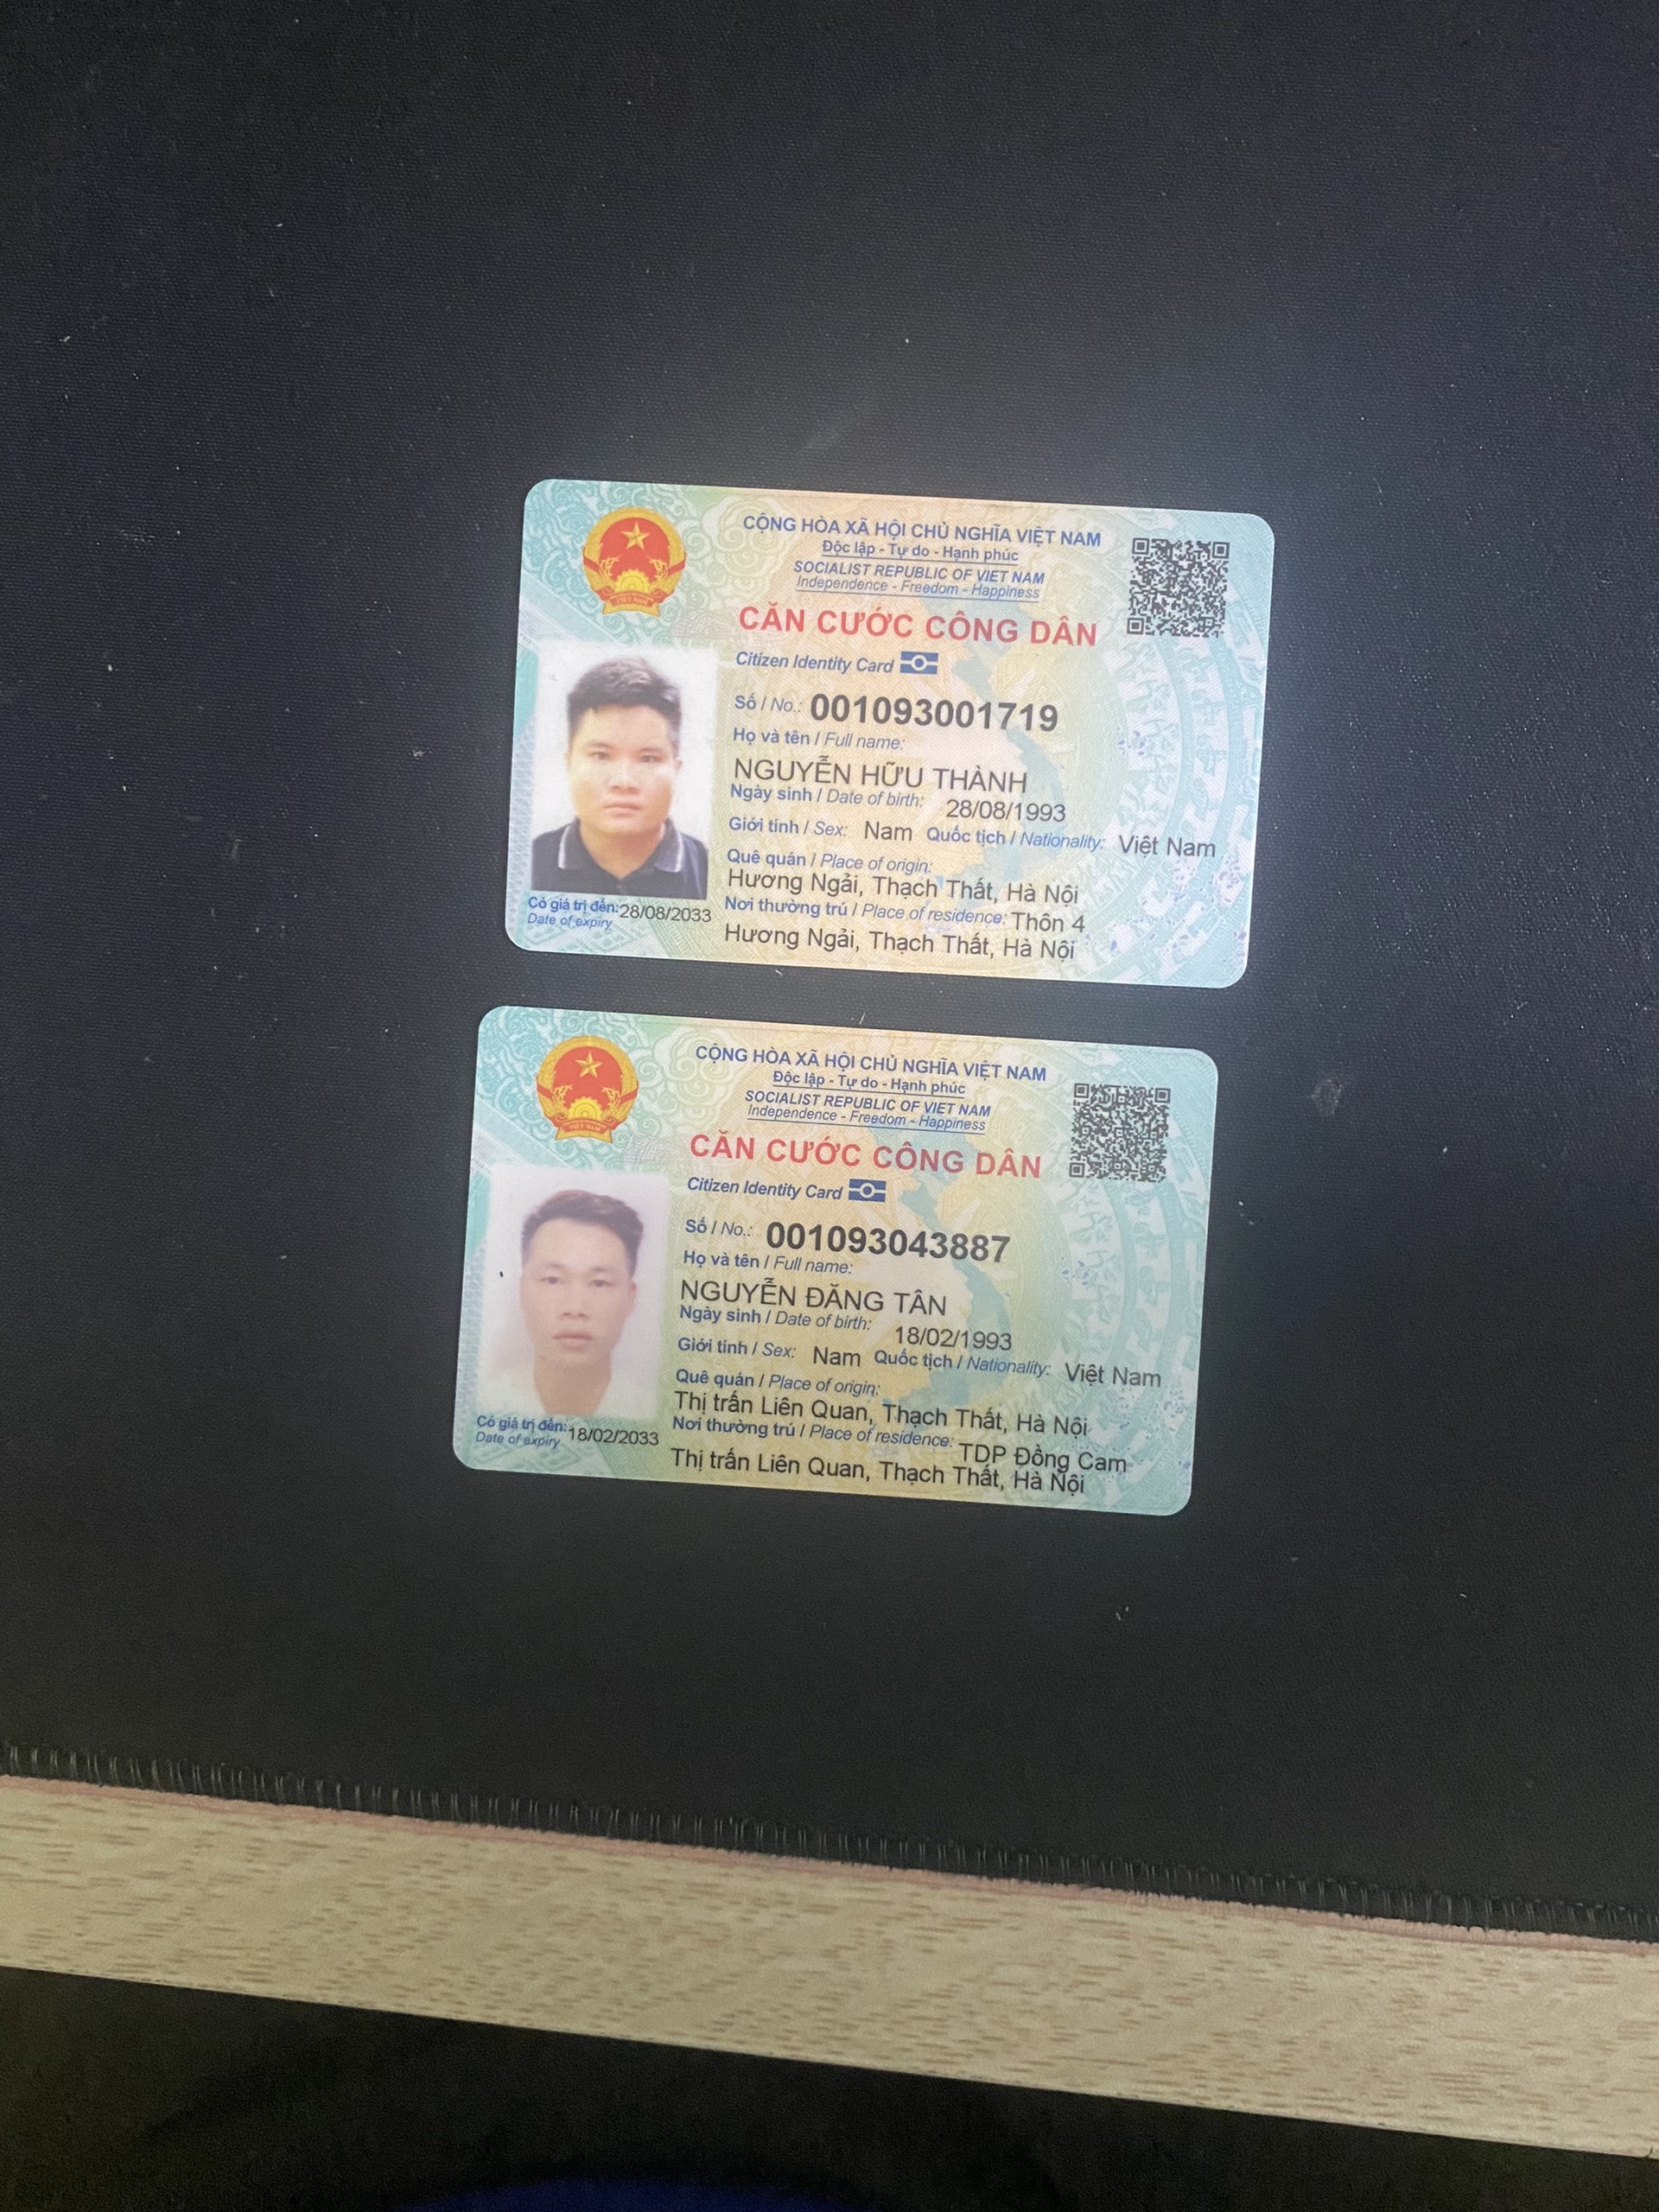 CỘNG HÒA XÃ HỘI CHỦ NGHĨA VIỆT NAM
Độc lập - Tự do - Hạnh phúc
SOCIALIST REPUBLIC OF VIET NAM
Independence - Freedom - Happiness
CĂN CƯỚC CÔNG DÂN
Citizen Identity Card
Số / No.: 001093001719
Họ và tên / Full name:
NGUYỄN HỮU THÀNH
Ngày sinh / Date of birth: 28/08/1993
Giới tính / Sex: Nam Quốc tịch / Nationality: Việt Nam
Quê quán / Place of origin:
Hương Ngải, Thạch Thất, Hà Nội
Nơi thường trú / Place of residence: Thôn 4
Hương Ngải, Thạch Thất, Hà Nội
Có giá trị đến: 28/08/2033
Date of expiry
CỘNG HÒA XÃ HỘI CHỦ NGHĨA VIỆT NAM
Độc lập - Tự do - Hạnh phúc
SOCIALIST REPUBLIC OF VIET NAM
Independence - Freedom - Happiness
CĂN CƯỚC CÔNG DÂN
Citizen Identity Card
Số / No.: 001093043887
Họ và tên / Full name:
NGUYỄN ĐĂNG TÂN
Ngày sinh / Date of birth: 18/02/1993
Giới tính / Sex: Nam Quốc tịch / Nationality: Việt Nam
Quê quán / Place of origin:
Thị trấn Liên Quan, Thạch Thất, Hà Nội
Nơi thường trú / Place of residence: TDP Đồng Cam
Thị trấn Liên Quan, Thạch Thất, Hà Nội
Có giá trị đến: 18/02/2033
Date of expiry